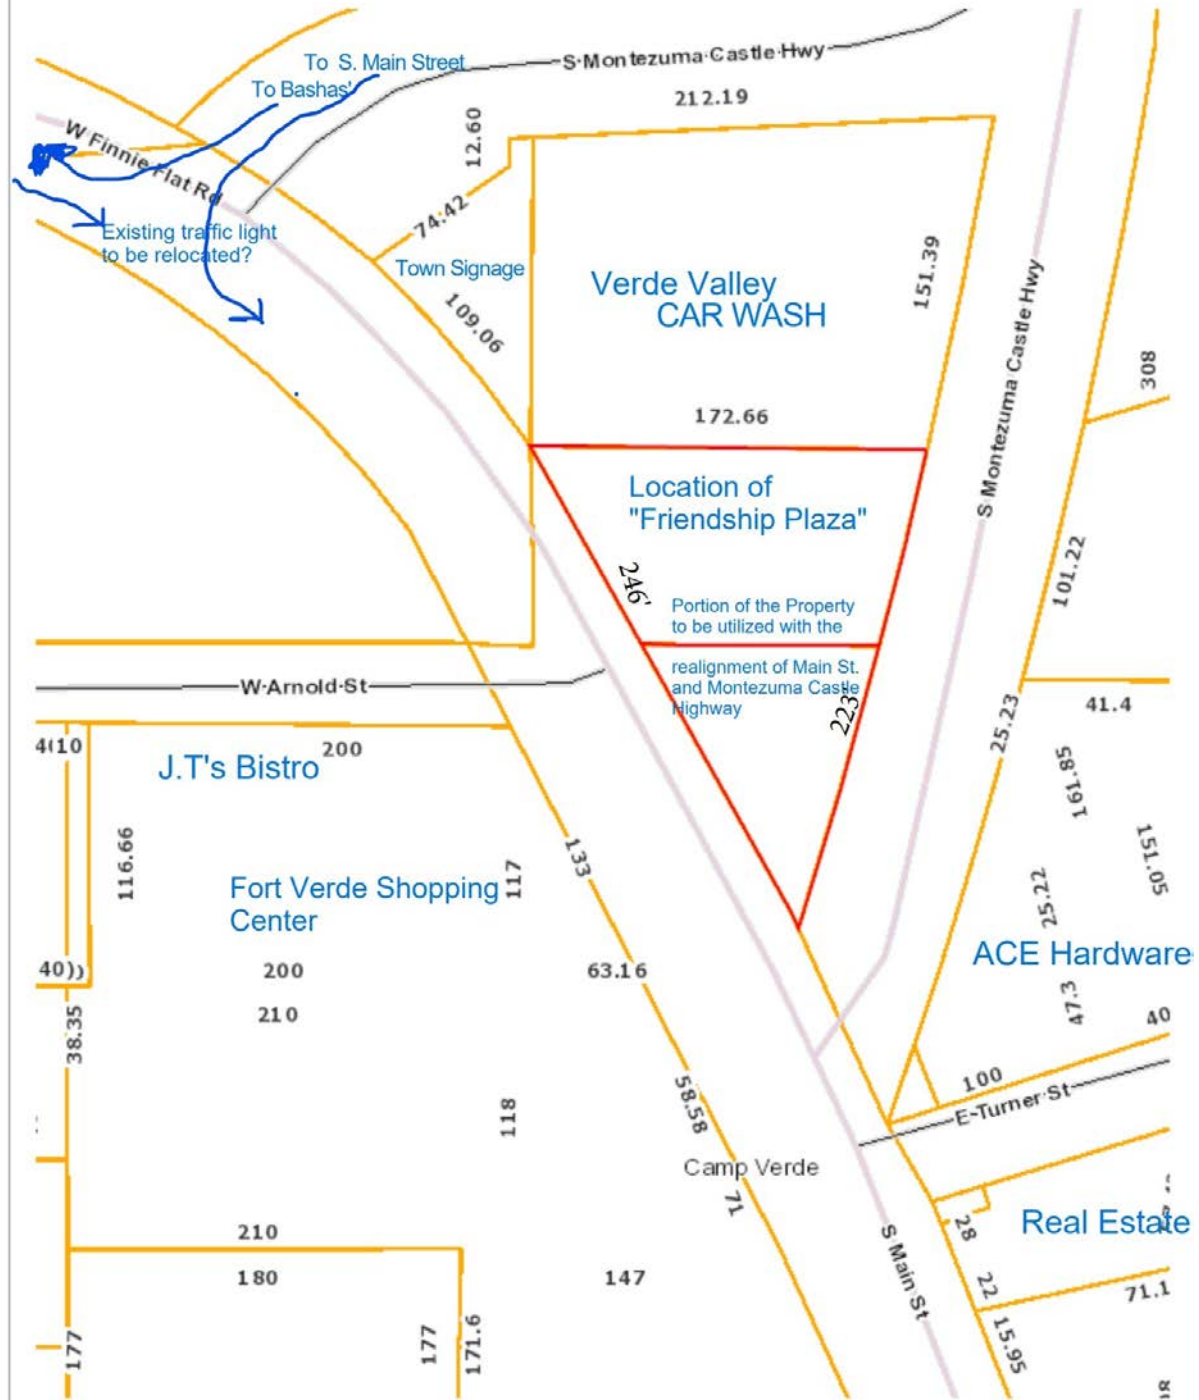 To S. Main Street
To Bashas'
S Montezuma Castle Hwy
212.19
12.60
W Finnie Flat Rd
74.42
Existing traffic light
to be relocated?
Town Signage
109.06
Verde Valley
CAR WASH
151.39
S Montezuma Castle Hwy
308
172.66
Location of
"Friendship Plaza"
246'
101.22
Portion of the Property
to be utilized with the
realignment of Main St.
and Montezuma Castle
Highway
223'
W Arnold St
25.23
41.4
200
J.T's Bistro
161.85
151.05
116.66
133
117
Fort Verde Shopping
Center
25.22
ACE Hardware
200
63.16
210
38.35
47.3
40
100
E Turner St
58.58
118
Camp Verde
71
28
Real Estate
210
180
147
S Main St
22
71.1
177
177
171.6
15.95